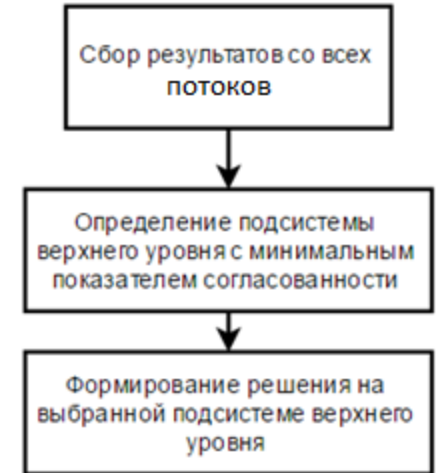 Сбор результатов со всех
потоков
Определение подсистемы
верхнего уровня с минимальным
показателем согласованности
Формирование решения на
выбранной подсистеме верхнего
уровня